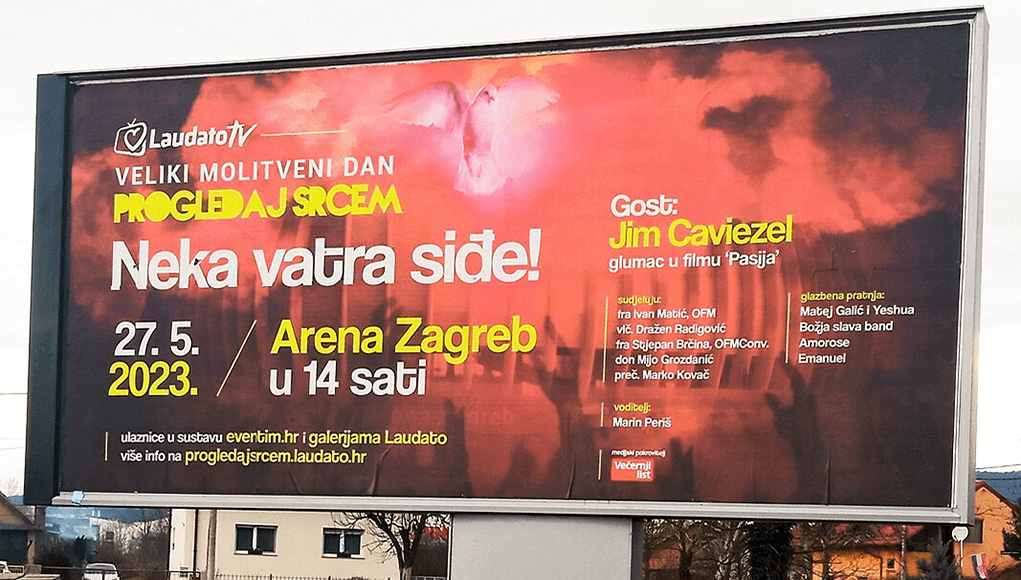 LaudatoTV
VELIKI MOLITVENI DAN
PROGLEDAJ SRCEM
Neka vatra siđe!
27. 5.
2023.
Arena Zagreb
u 14 sati
ulaznice u sustavu eventim.hr i galerijama Laudato
više info na progledajsrcem.laudato.hr
Gost:
Jim Caviezel
glumac u filmu 'Pasija'
sudjeluju:
fra Ivan Matić, OFM
vlč. Dražen Radigović
fra Stjepan Brčina, OFMConv.
don Mijo Grozdanić
preč. Marko Kovač
glazbena pratnja:
Matej Galić i Yeshua
Božja slava band
Amorose
Emanuel
voditelj:
Marin Periš
medijski pokrovitelj
Večernji
list